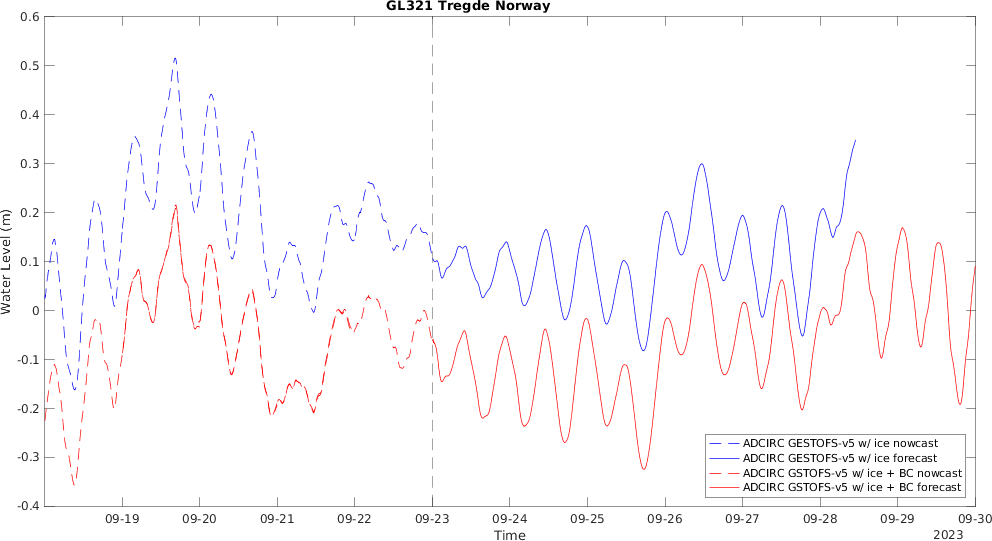 GL321 Tregde Norway
0.6
0.5
0.4
0.3
0.2
0.1
0
-0.1
-0.2
-0.3
-0.4
Water Level (m)
ADCIRC GESTOFS-v5 w/ ice nowcast
ADCIRC GESTOFS-v5 w/ ice forecast
ADCIRC GSTOFS-v5 w/ ice + BC nowcast
ADCIRC GSTOFS-v5 w/ ice + BC forecast
09-19 09-20 09-21 09-22 09-23 09-24 09-25 09-26 09-27 09-28 09-29 09-30
Time
2023